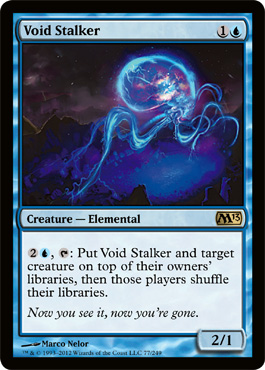 Void Stalker 1
Creature — Elemental M13
2, : Put Void Stalker and target
creature on top of their owners'
libraries, then those players shuffle
their libraries.
Now you see it, now you're gone.
Marco Nelor
™ & © 1993–2012 Wizards of the Coast LLC 77/249
2/1